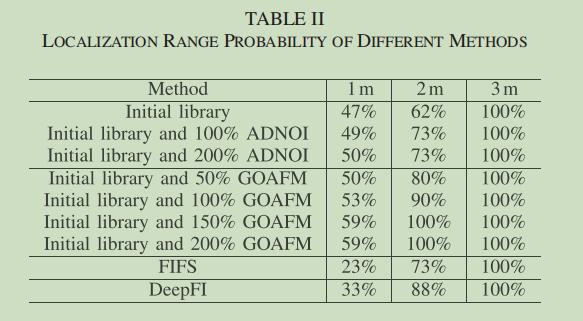 TABLE II
LOCALIZATION RANGE PROBABILITY OF DIFFERENT METHODS
Method 1 m 2 m 3 m
Initial library 47% 62% 100%
Initial library and 100% ADNOI 49% 73% 100%
Initial library and 200% ADNOI 50% 73% 100%
Initial library and 50% GOAFM 50% 80% 100%
Initial library and 100% GOAFM 53% 90% 100%
Initial library and 150% GOAFM 59% 100% 100%
Initial library and 200% GOAFM 59% 100% 100%
FIFS 23% 73% 100%
DeepFI 33% 88% 100%